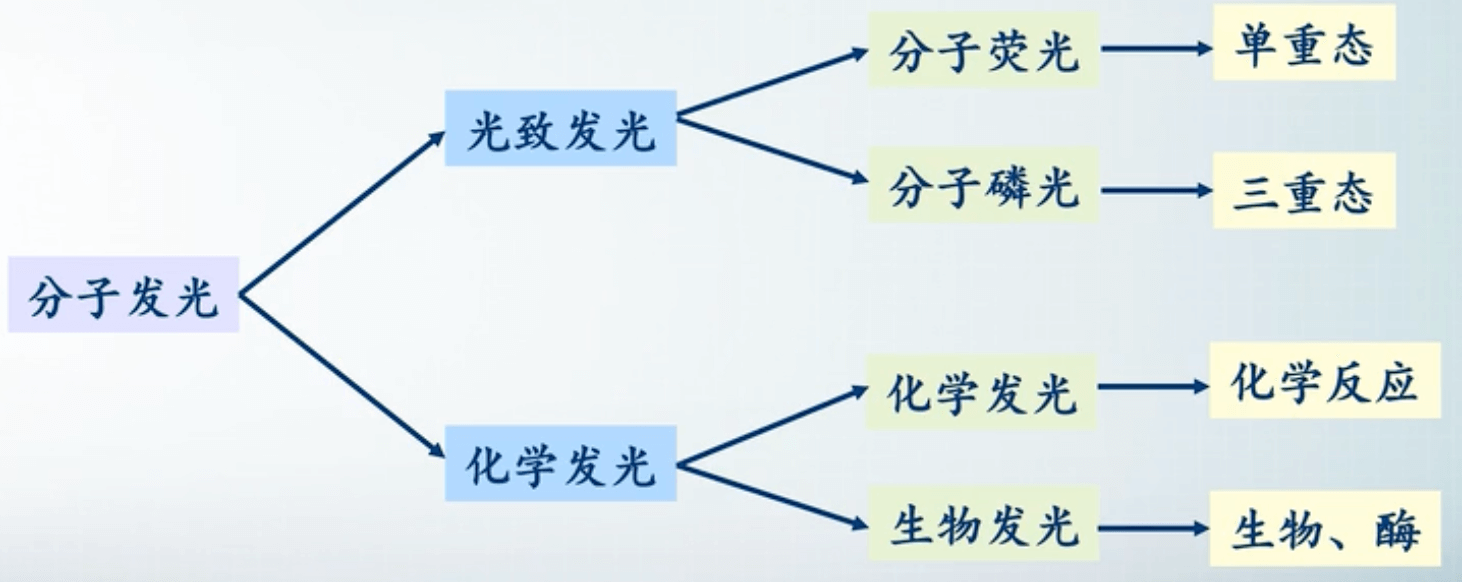 分子荧光
单重态
光致发光
分子磷光
三重态
分子发光
化学发光
化学反应
化学发光
生物发光
生物、酶